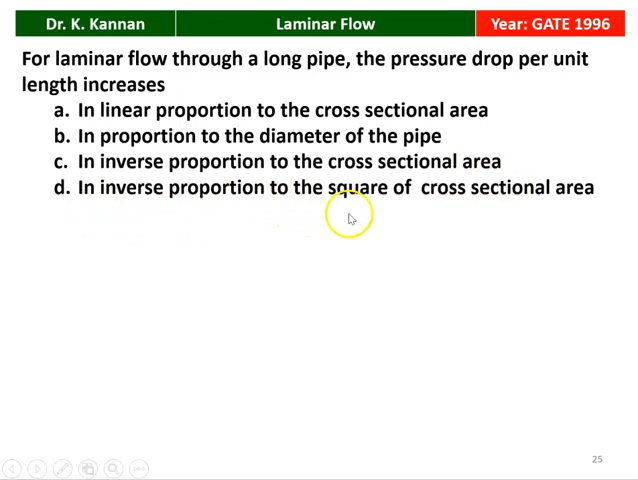 Dr. K. Kannan
Laminar Flow
Year: GATE 1996
For laminar flow through a long pipe, the pressure drop per unit
length increases
a. In linear proportion to the cross sectional area
b. In proportion to the diameter of the pipe
c. In inverse proportion to the cross sectional area
d. In inverse proportion to the square of cross sectional area
25